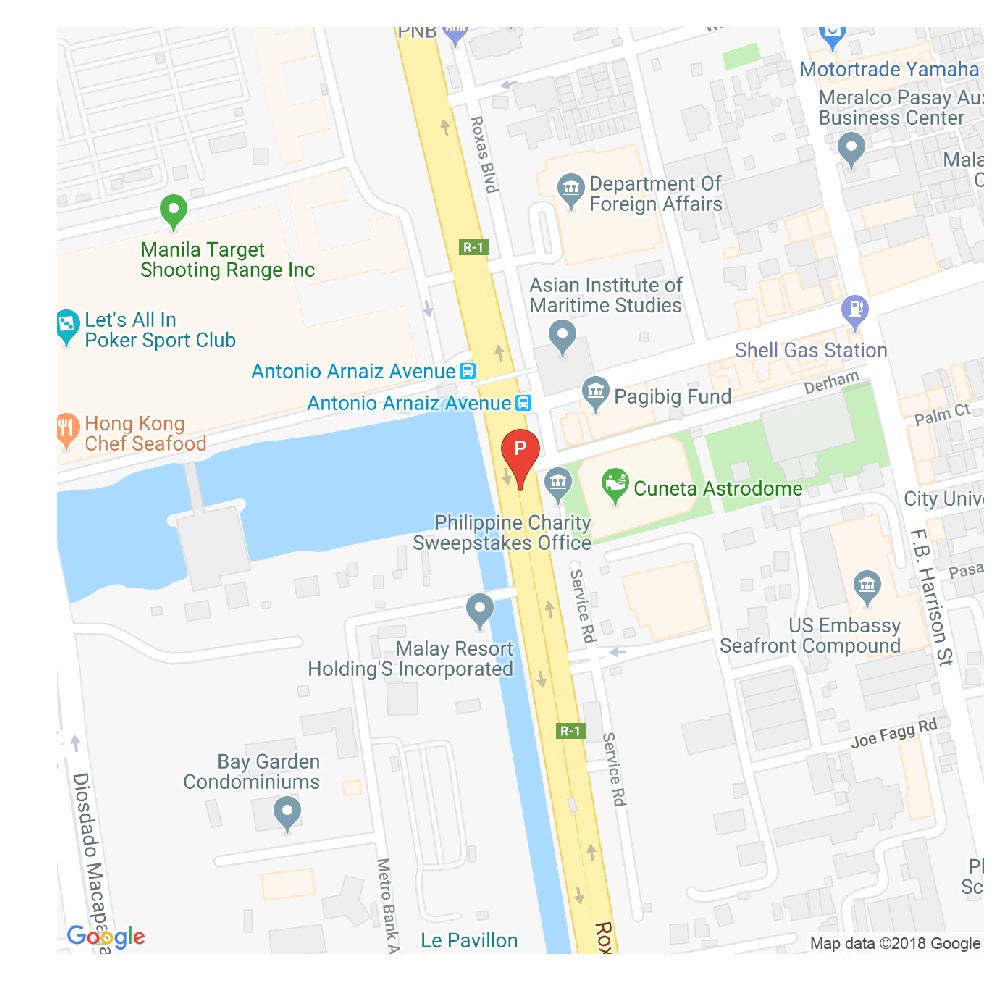 PNB
Motortrade Yamaha
Meralco Pasay Aux
Business Center
Roxas Blvd
Department Of
Foreign Affairs
Manila Target
Shooting Range Inc
R-1
Asian Institute of
Maritime Studies
Let's All In
Poker Sport Club
Shell Gas Station
Antonio Arnaiz Avenue
Antonio Arnaiz Avenue
Derham
Pagibig Fund
Palm Ct
Hong Kong
Chef Seafood
P
Cuneta Astrodome
City Unive
Philippine Charity
Sweepstakes Office
F.B. Harrison St
Pasa
Service Rd
US Embassy
Seafront Compound
Malay Resort
Holding'S Incorporated
R-1
Joe Fagg Rd
Service Rd
Bay Garden
Condominiums
Diosdado Macapa
Metro Bank A
Le Pavillon
Rox
Google
Map data ©2018 Google